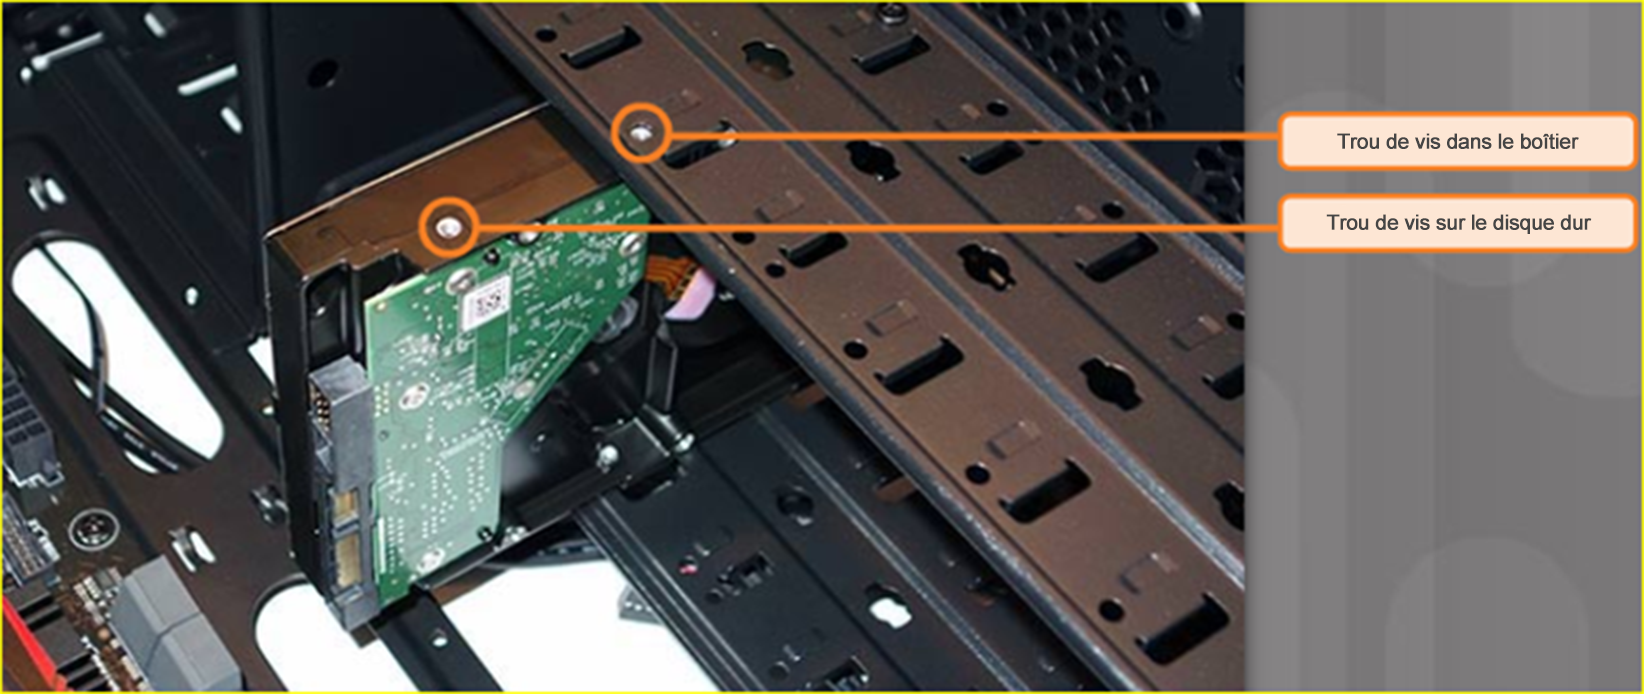 Trou de vis dans le boîtier
Trou de vis sur le disque dur